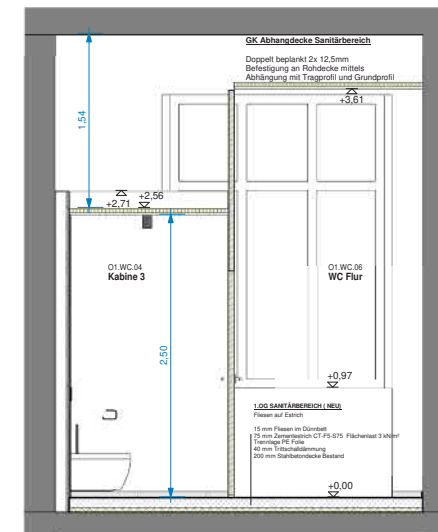 GK Abhangdecke Sanitärbereich
Doppelt beplankt 2x 12,5mm
Befestigung an Rohdecke mittels
Abhängung mit Tragprofil und Grundprofil
+3,61
1,54
+2,71
+2,56
O1.WC.04
Kabine 3
O1.WC.06
WC Flur
2,50
+0,97
1.OG SANITÄRBEREICH ( NEU)
Fliesen auf Estrich
15 mm Fliesen im Dünnbett
75 mm Zementestrich CT-F5-S75 Flächenlast 3 kN/m²
Trennlage PE Folie
40 mm Trittschalldämmung
200 mm Stahlbetondecke Bestand
+0,00